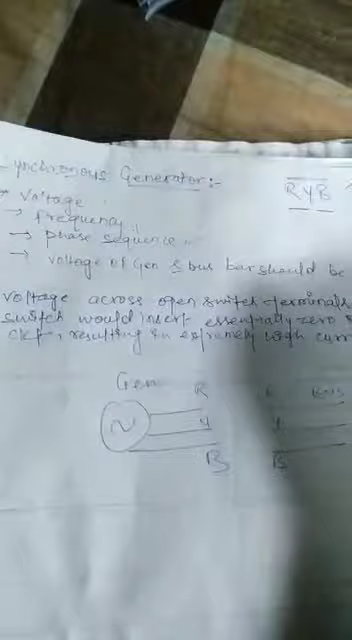 Synchronous Generator:-
RYB
→ Voltage
→ frequency
→ phase sequence
→ voltage of Gen & bus bar should be
voltage across open switch terminals
switch would insert essentially zero
ckt, resulting in extremely high curr
Gen
R
Y
B
Bus
B